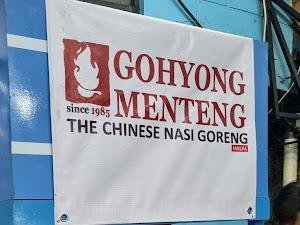 GOHYONG
since 1985 MENTENG
THE CHINESE NASI GORENG
HALAL